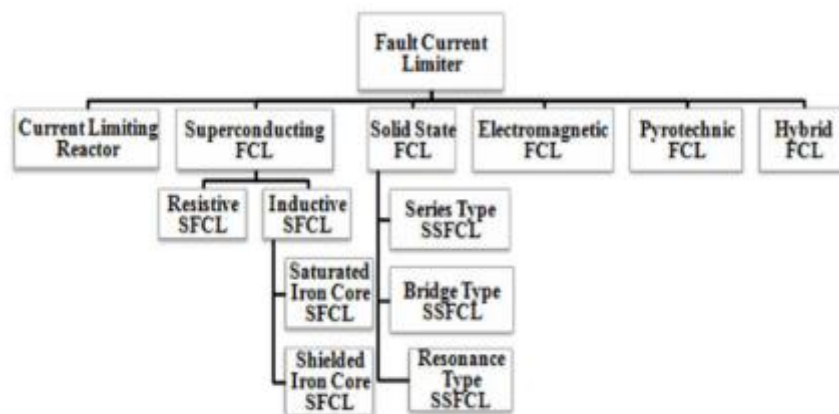 Fault Current
Limiter
Current Limiting
Reactor
Superconducting
FCL
Solid State
FCL
Electromagnetic
FCL
Pyrotechnic
FCL
Hybrid
FCL
Resistive
SFCL
Inductive
SFCL
Series Type
SSFCL
Saturated
Iron Core
SFCL
Bridge Type
SSFCL
Shielded
Iron Core
SFCL
Resonance
Type
SSFCL